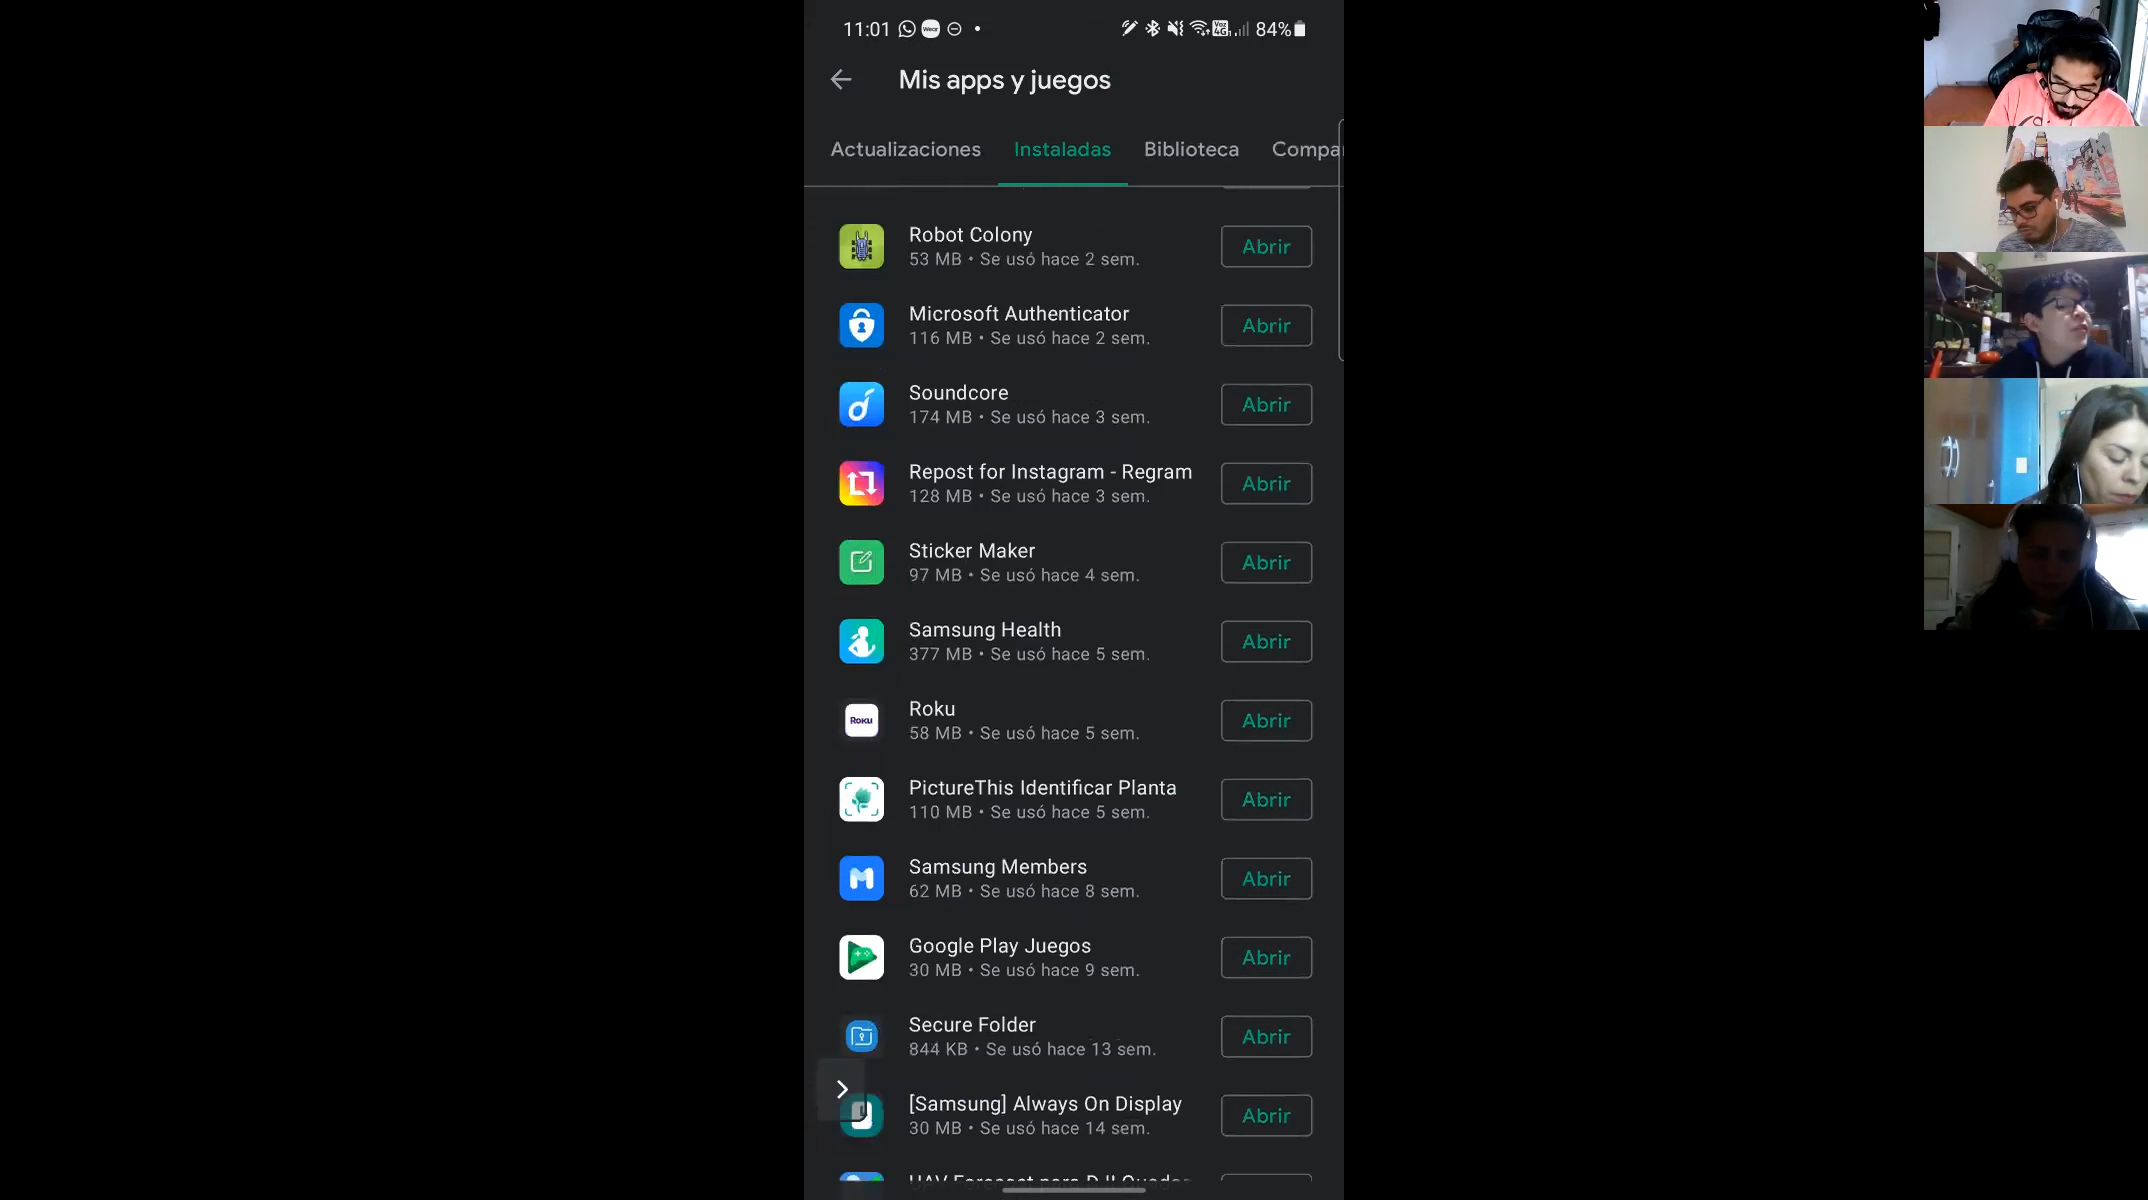 11:01
84%
Mis apps y juegos
Actualizaciones Instaladas Biblioteca Compa
Robot Colony
53 MB • Se usó hace 2 sem.
Abrir
Microsoft Authenticator
116 MB • Se usó hace 2 sem.
Abrir
Soundcore
174 MB • Se usó hace 3 sem.
Abrir
Repost for Instagram - Regram
128 MB • Se usó hace 3 sem.
Abrir
Sticker Maker
97 MB • Se usó hace 4 sem.
Abrir
Samsung Health
377 MB • Se usó hace 5 sem.
Abrir
Roku
Roku
58 MB • Se usó hace 5 sem.
Abrir
PictureThis Identificar Planta
110 MB • Se usó hace 5 sem.
Abrir
Samsung Members
62 MB • Se usó hace 8 sem.
Abrir
Google Play Juegos
30 MB • Se usó hace 9 sem.
Abrir
Secure Folder
844 KB • Se usó hace 13 sem.
Abrir
[Samsung] Always On Display
30 MB • Se usó hace 14 sem.
Abrir
UAV Forecast para DJI